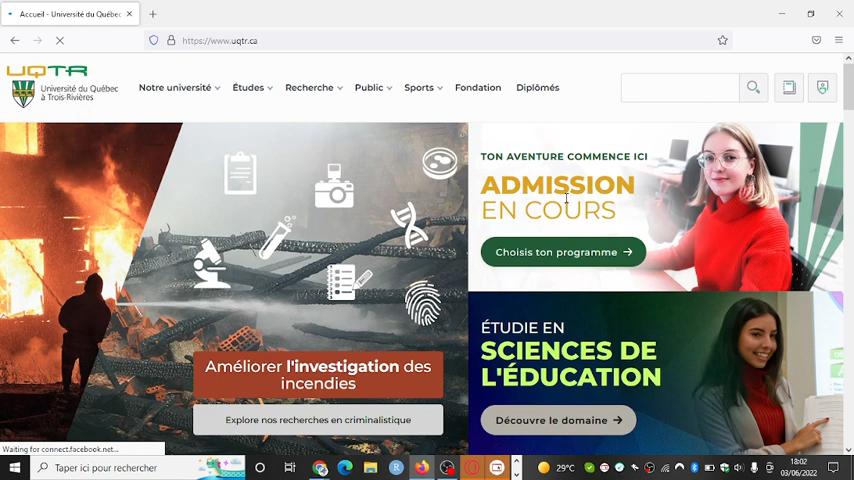 Accueil - Université du Québec
https://www.uqtr.ca
UQTR
Université du Québec
à Trois-Rivières
Notre université
Études
Recherche
Public
Sports
Fondation
Diplômés
TON AVENTURE COMMENCE ICI
ADMISSION
EN COURS
Choisis ton programme →
Améliorer l'investigation des
incendies
Explore nos recherches en criminalistique
ÉTUDIE EN
SCIENCES DE
L'ÉDUCATION
Découvre le domaine →
Waiting for connect.facebook.net...
Taper ici pour rechercher
29°C
18:02
03/06/2022